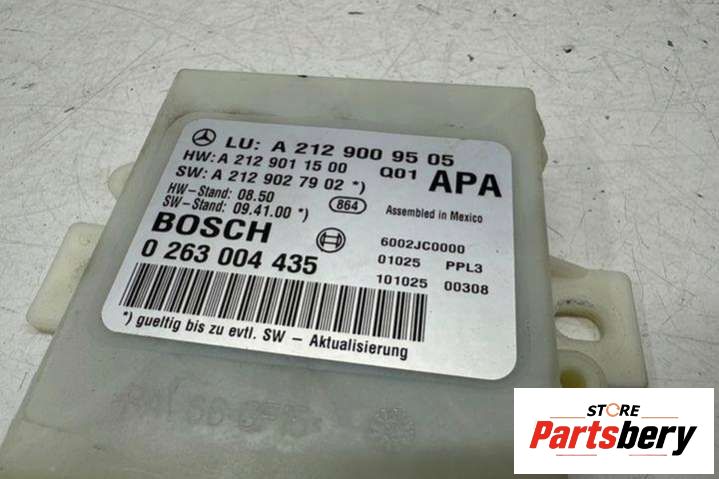 LU: A 212 900 95 05
HW: A 212 901 15 00 Q01 APA
SW: A 212 902 79 02 *)
HW-Stand: 08.50
SW-Stand: 09.41.00 *) 864 Assembled in Mexico
BOSCH
0 263 004 435
6002JC0000
01025 PPL3
101025 00308
*) gueltig bis zu evtl. SW - Aktualisierung
STORE
Partsbery